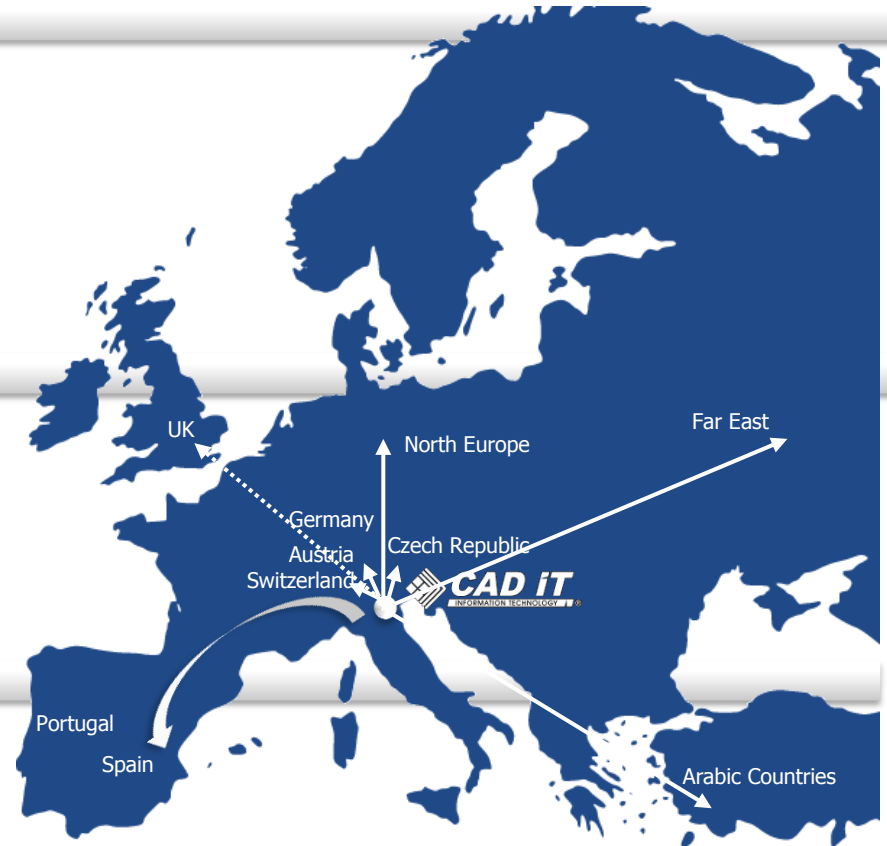 Far East
UK
North Europe
Germany
Czech Republic
Austria
Switzerland
CAD iT
INFORMATION TECHNOLOGY
Portugal
Spain
Arabic Countries